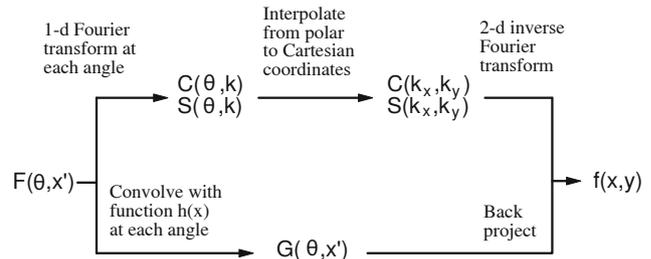 1-d Fourier
transform at
each angle
Interpolate
from polar
to Cartesian
coordinates
2-d inverse
Fourier
transform
C(θ,k)
S(θ,k)
C(kx,ky)
S(kx,ky)
F(θ,x')
f(x,y)
Convolve with
function h(x)
at each angle
Back
project
G(θ,x')